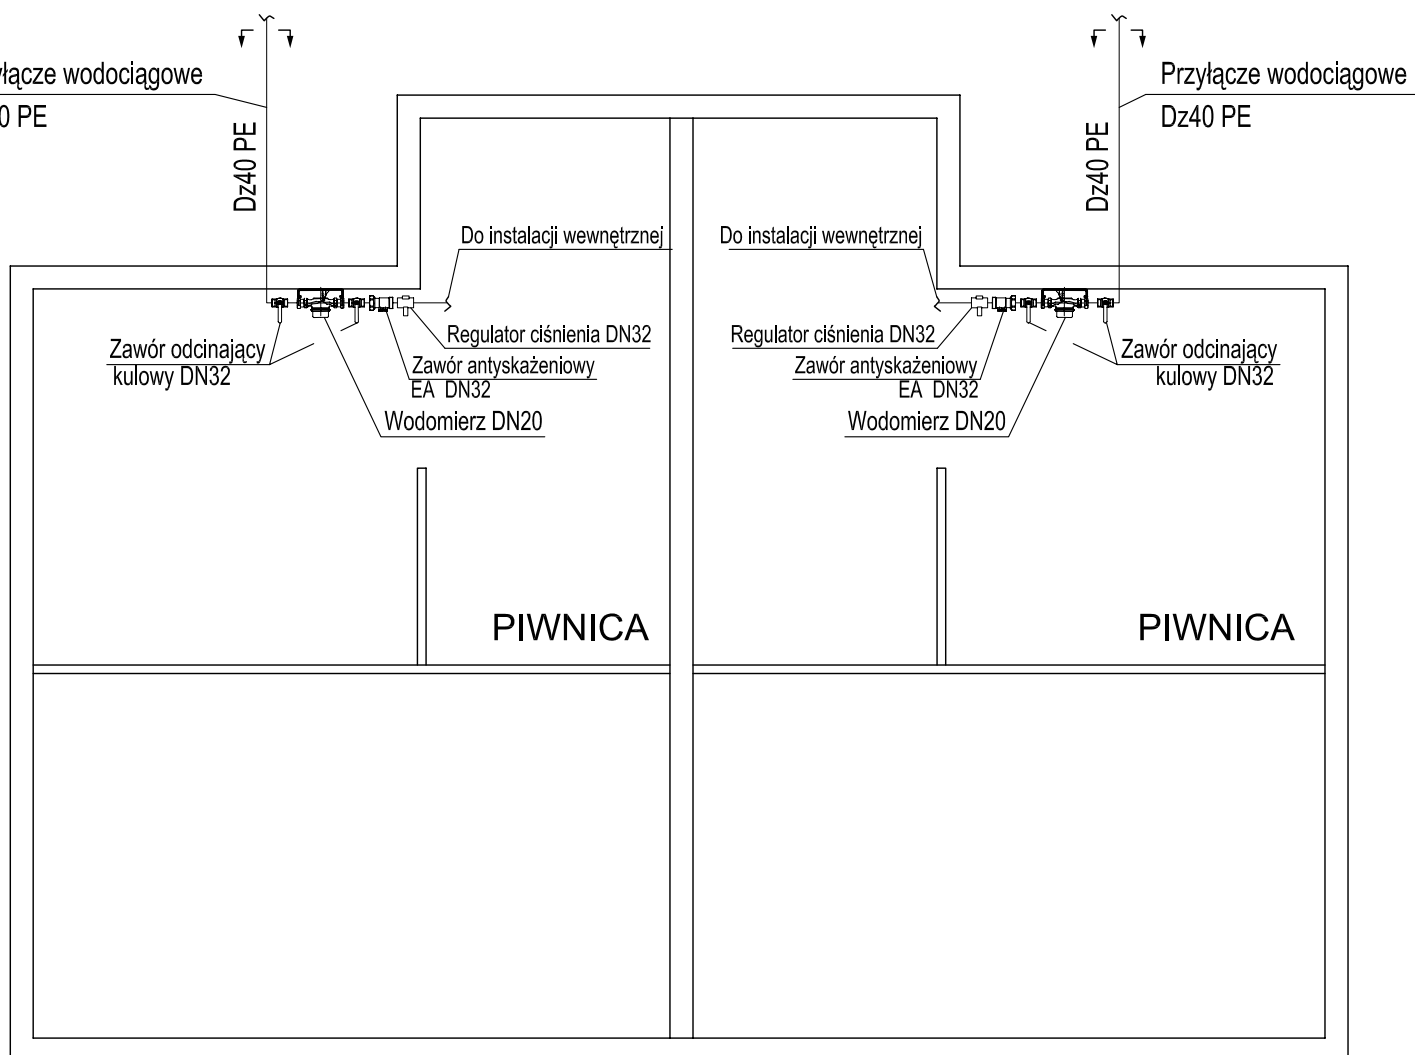 wodociągowe
PE
Dz40 PE
Przyłącze wodociągowe
Dz40 PE
Dz40 PE
Do instalacji wewnętrznej
Do instalacji wewnętrznej
Regulator ciśnienia DN32
Zawór odcinający
kulowy DN32
Zawór antyskażeniowy
EA DN32
Wodomierz DN20
Regulator ciśnienia DN32
Zawór antyskażeniowy
EA DN32
Wodomierz DN20
Zawór odcinający
kulowy DN32
PIWNICA
PIWNICA